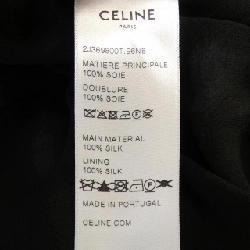 CELINE
PARIS
MATIERE PRINCIPALE
100% SOIE
DOUBLURE
100% SOIE
MAIN MATERIAL
100% SILK
LINING
100% SILK
MADE IN PORTUGAL
CELINE.COM